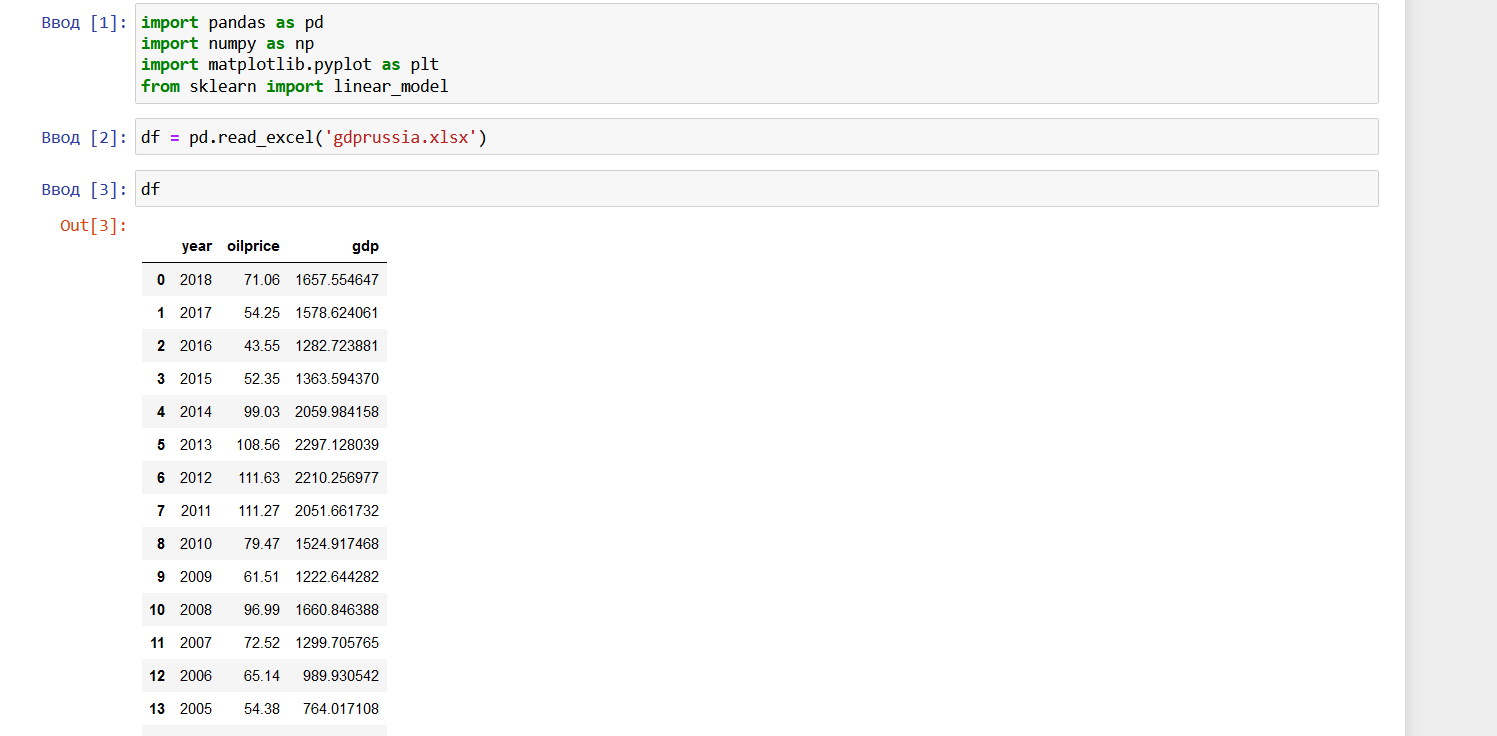 Ввод [1]: import pandas as pd
import numpy as np
import matplotlib.pyplot as plt
from sklearn import linear_model
Ввод [2]: df = pd.read_excel('gdprussia.xlsx')
Ввод [3]: df
Out[3]:
year oilprice gdp
0 2018 71.06 1657.554647
1 2017 54.25 1578.624061
2 2016 43.55 1282.723881
3 2015 52.35 1363.594370
4 2014 99.03 2059.984158
5 2013 108.56 2297.128039
6 2012 111.63 2210.256977
7 2011 111.27 2051.661732
8 2010 79.47 1524.917468
9 2009 61.51 1222.644282
10 2008 96.99 1660.846388
11 2007 72.52 1299.705765
12 2006 65.14 989.930542
13 2005 54.38 764.017108